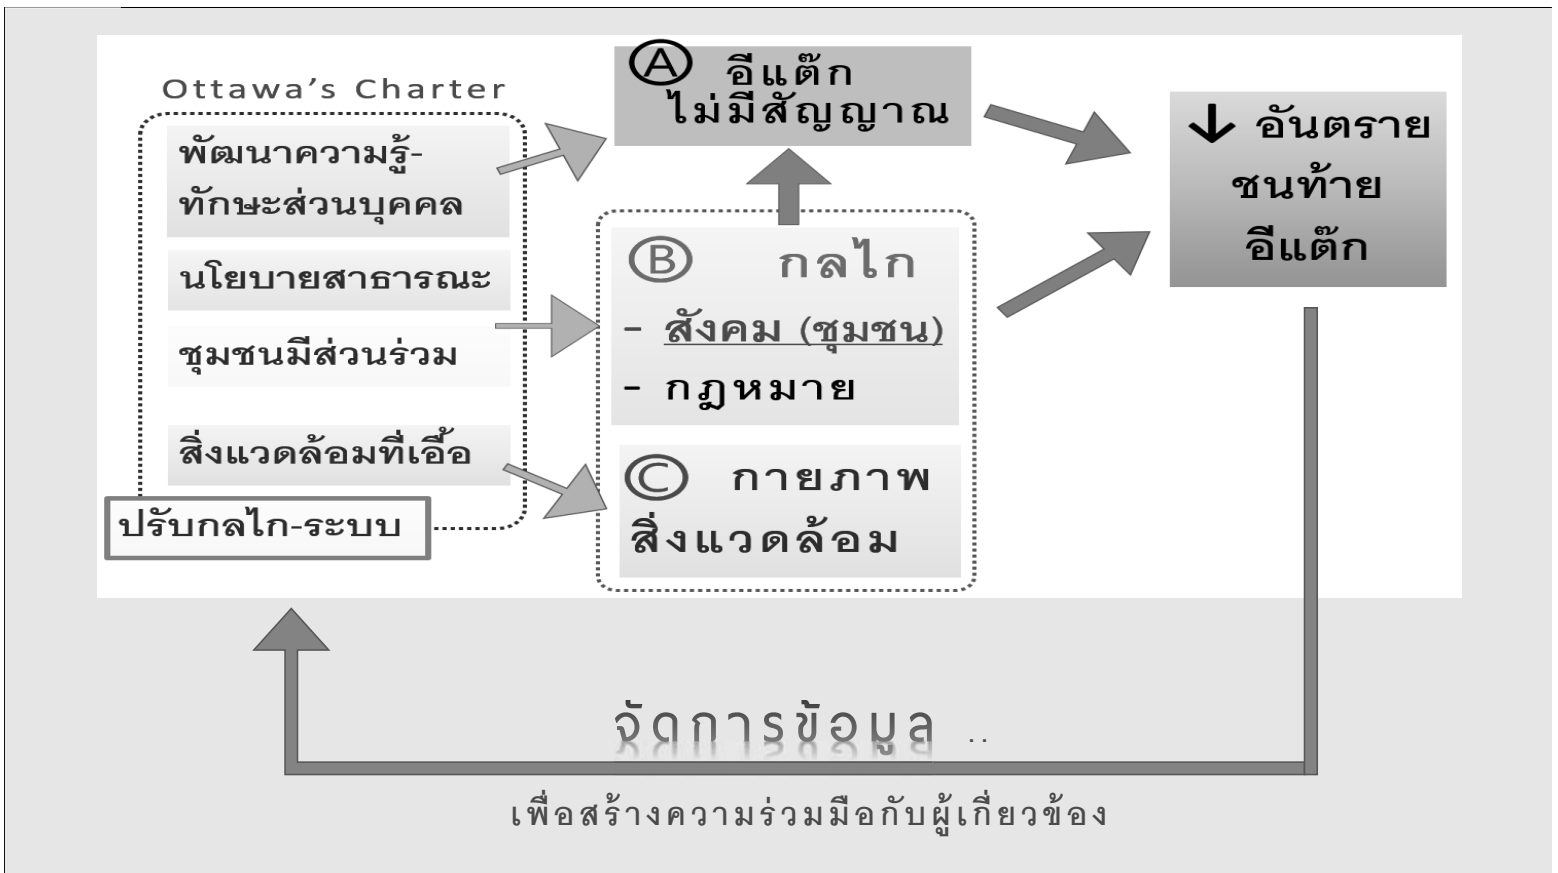 Ottawa's Charter
พัฒนาความรู้-
ทักษะส่วนบุคคล
นโยบายสาธารณะ
ชุมชนมีส่วนร่วม
สิ่งแวดล้อมที่เอื้อ
ปรับกลไก-ระบบ
Ⓐ อีแต๊ก
ไม่มีสัญญาณ
Ⓑ กลไก
- สังคม (ชุมชน)
- กฎหมาย
Ⓒ กายภาพ
สิ่งแวดล้อม
↓ อันตราย
ชนท้าย
อีแต๊ก
จัดการข้อมูล ..
เพื่อสร้างความร่วมมือกับผู้เกี่ยวข้อง